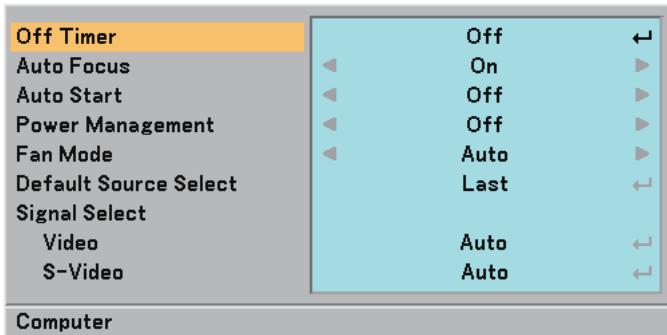 Off Timer Off
Auto Focus On
Auto Start Off
Power Management Off
Fan Mode Auto
Default Source Select Last
Signal Select
Video Auto
S-Video Auto
Computer